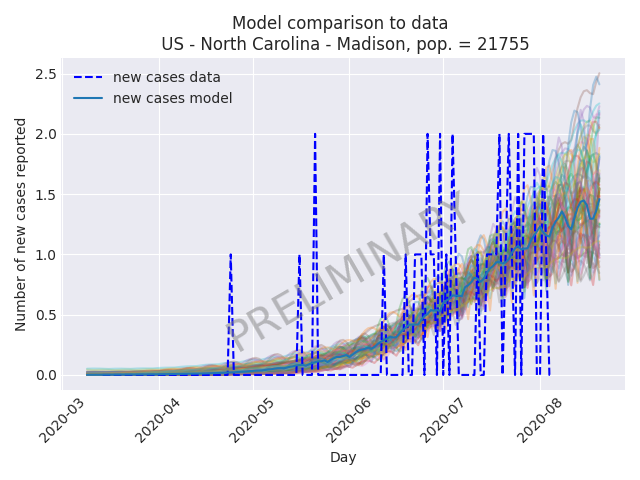 Model comparison to data
US - North Carolina - Madison, pop. = 21755
new cases data
new cases model
PRELIMINARY
Number of new cases reported
2.5
2.0
1.5
1.0
0.5
0.0
2020-03
2020-04
2020-05
2020-06
2020-07
2020-08
Day